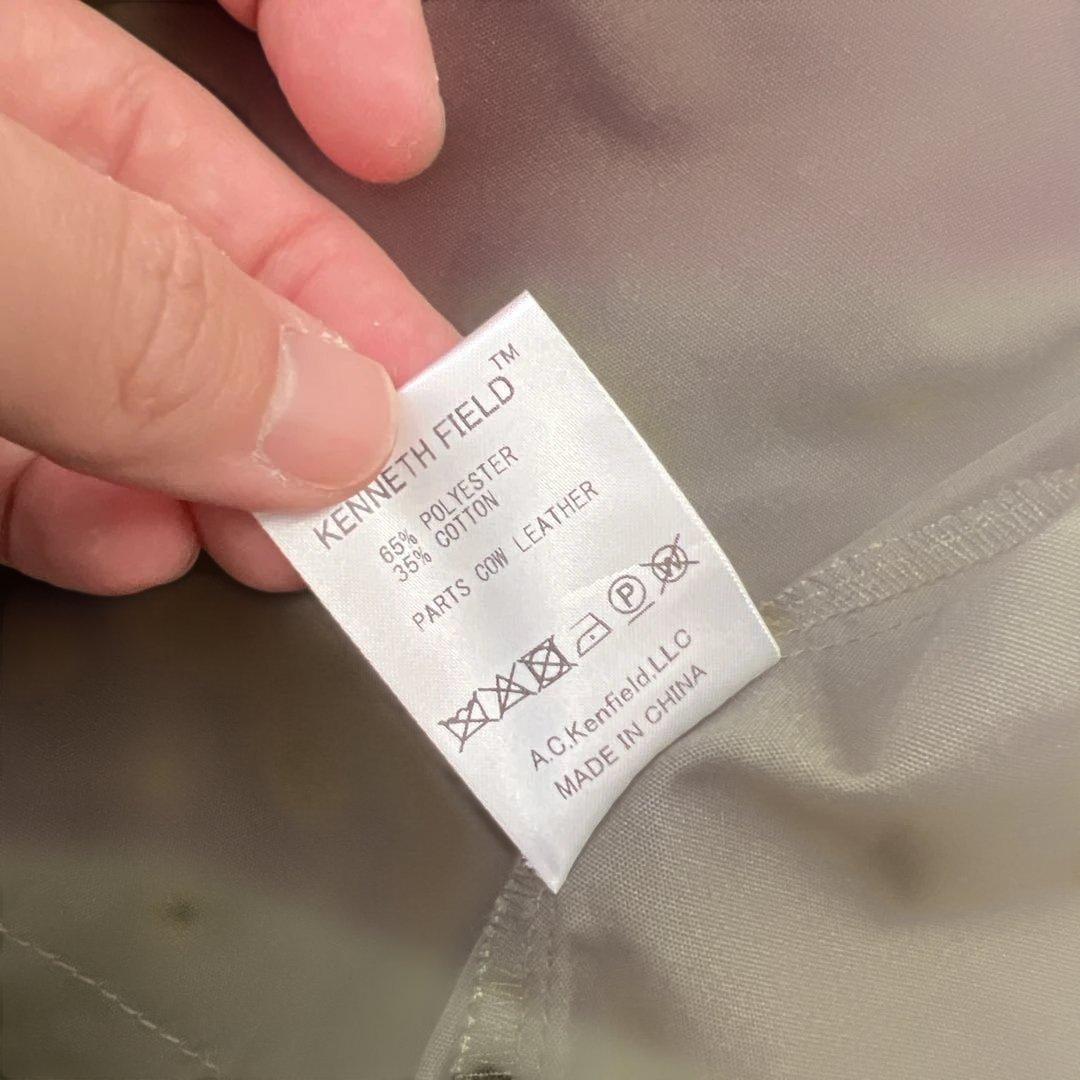 KENNETH FIELD™
65% POLYESTER
35% COTTON
PARTS COW LEATHER
P W
A.C.Kenfield,LLC
MADE IN CHINA